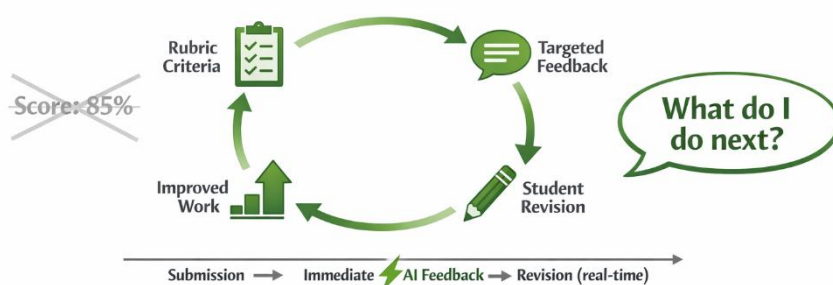 Rubric
Criteria
Targeted
Feedback
Score: 85%
What do I
do next?
Improved
Work
Student
Revision
Submission → Immediate ⚡ AI Feedback → Revision (real-time)